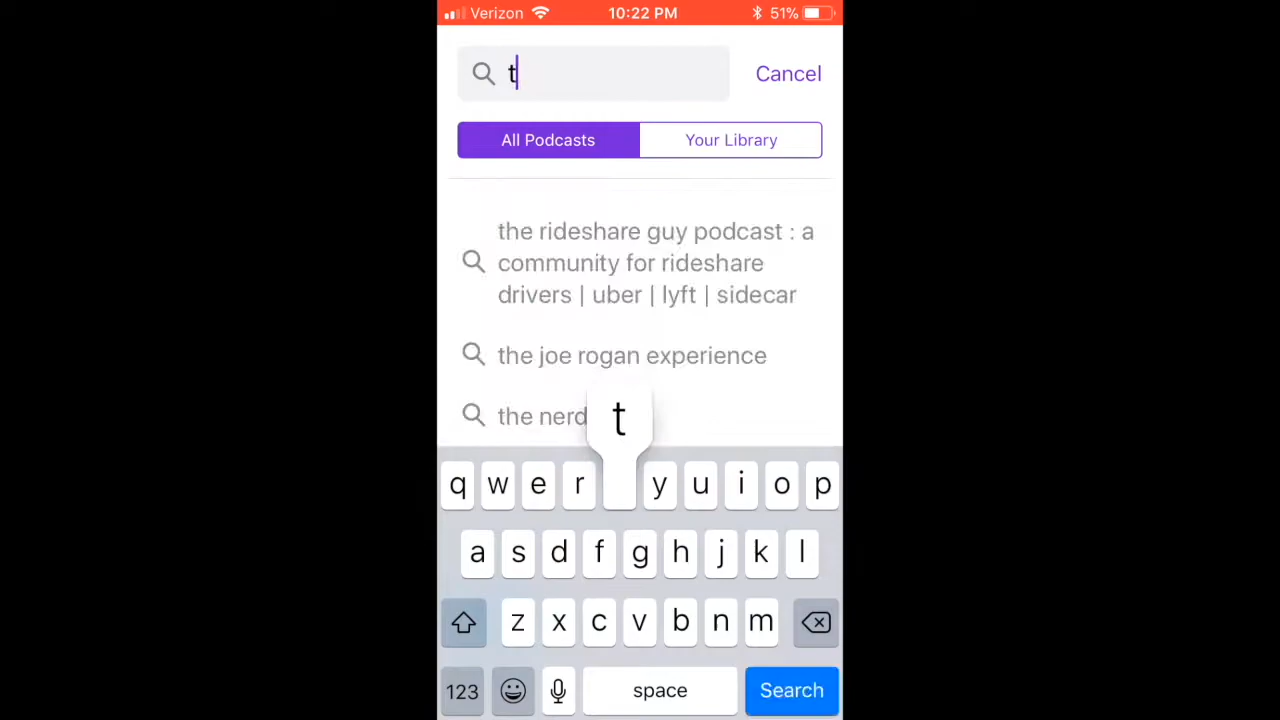 Verizon 10:22 PM 51%
t Cancel
All Podcasts Your Library
the rideshare guy podcast : a
community for rideshare
drivers | uber | lyft | sidecar
the joe rogan experience
the nerd
t
q w e r y u i o p
a s d f g h j k l
z x c v b n m
123 space Search